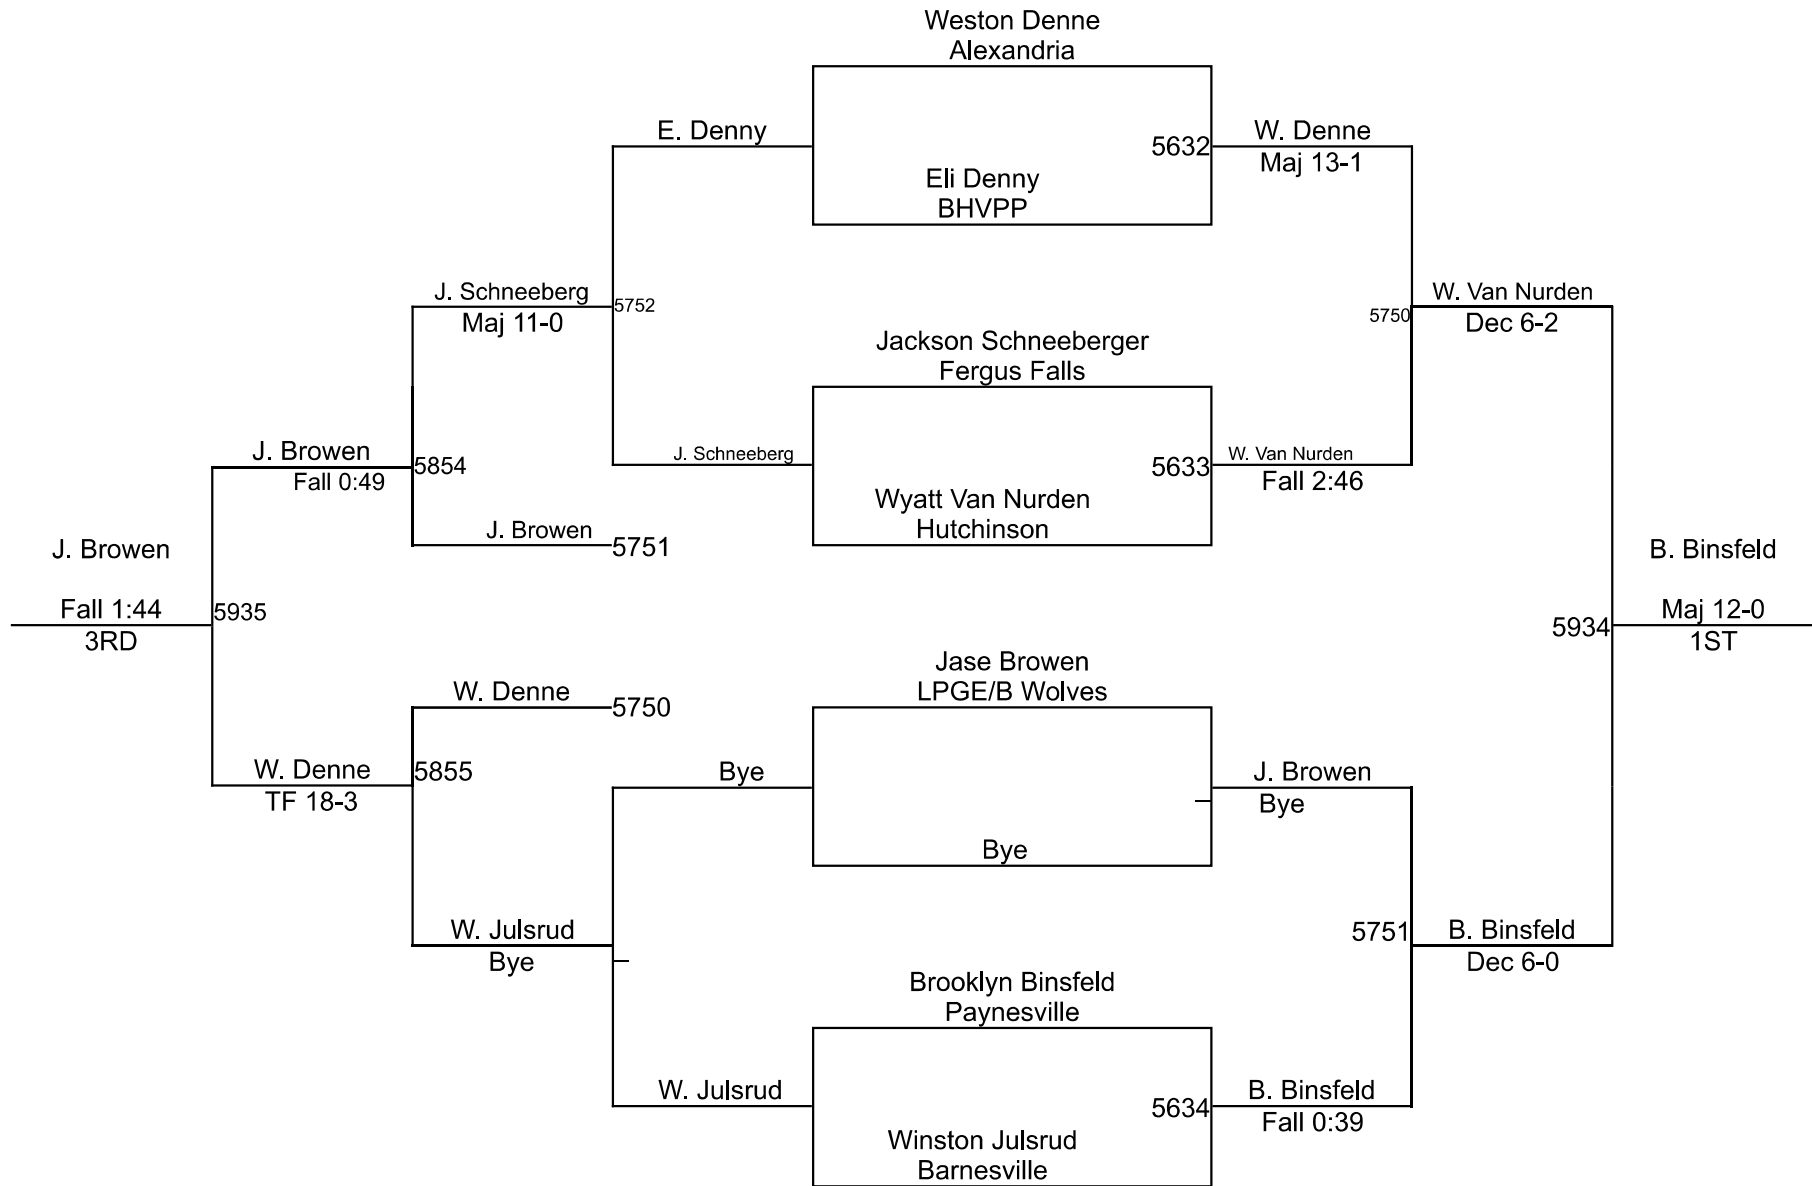 Weston Denne
Alexandria
E. Denny
5632
W. Denne
Maj 13-1
Eli Denny
BHVPP
J. Schneeberg
Maj 11-0
5752
5750
W. Van Nurden
Dec 6-2
Jackson Schneeberger
Fergus Falls
J. Browen
Fall 0:49
5854
J. Schneeberg
5633
W. Van Nurden
Fall 2:46
Wyatt Van Nurden
Hutchinson
J. Browen
5751
J. Browen
Fall 1:44
3RD
5935
B. Binsfeld
Maj 12-0
1ST
5934
Jase Browen
LPGE/B Wolves
W. Denne
5750
W. Denne
TF 18-3
5855
Bye
J. Browen
Bye
Bye
W. Julsrud
Bye
5751
B. Binsfeld
Dec 6-0
Brooklyn Binsfeld
Paynesville
W. Julsrud
5634
B. Binsfeld
Fall 0:39
Winston Julsrud
Barnesville